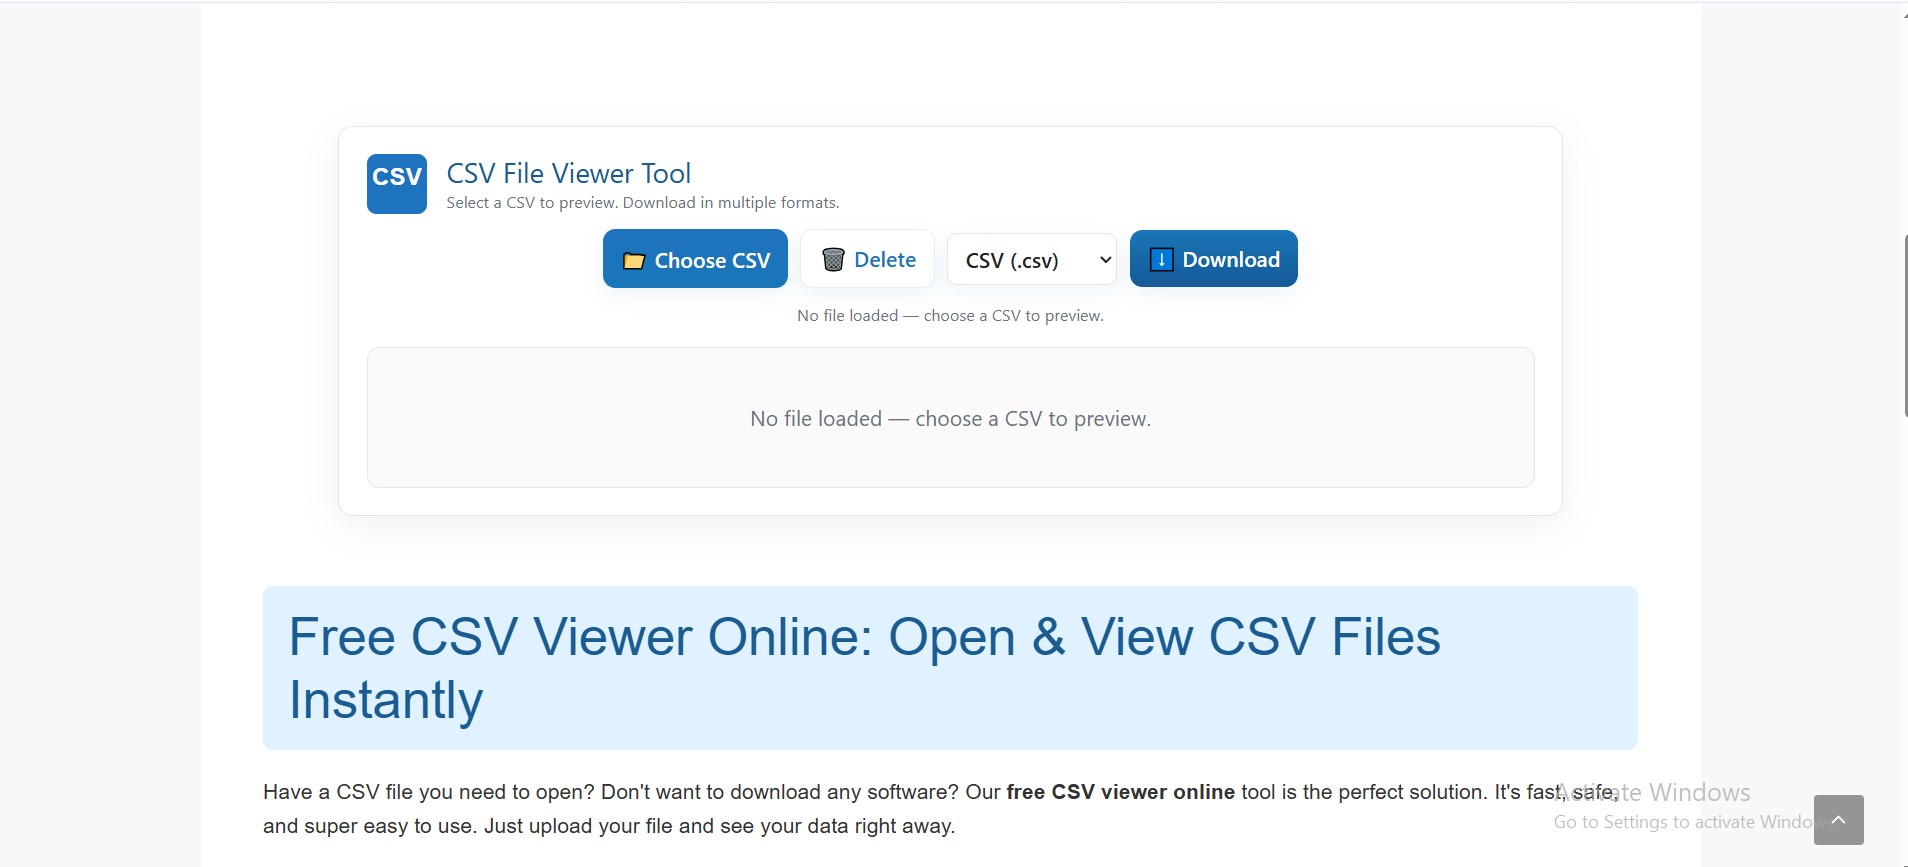 CSV
CSV File Viewer Tool
Select a CSV to preview. Download in multiple formats.
Choose CSV
Delete
CSV (.csv)
Download
No file loaded — choose a CSV to preview.
No file loaded — choose a CSV to preview.
Free CSV Viewer Online: Open & View CSV Files
Instantly
Have a CSV file you need to open? Don't want to download any software? Our free CSV viewer online tool is the perfect solution. It's fast, safe,
and super easy to use. Just upload your file and see your data right away.
Activate Windows
Go to Settings to activate Windows